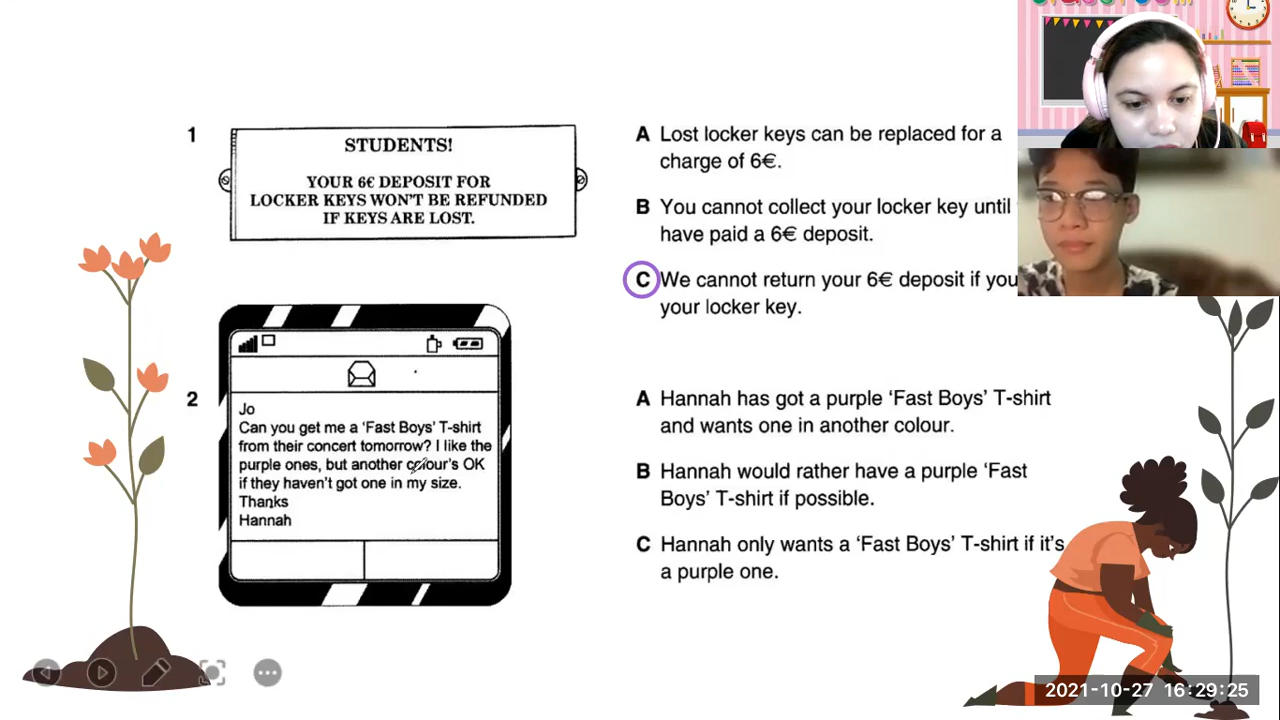 1
STUDENTS!
YOUR 6€ DEPOSIT FOR
LOCKER KEYS WON'T BE REFUNDED
IF KEYS ARE LOST.
A Lost locker keys can be replaced for a
charge of 6€.
B You cannot collect your locker key until
have paid a 6€ deposit.
C We cannot return your 6€ deposit if you
your locker key.
2
Jo
Can you get me a 'Fast Boys' T-shirt
from their concert tomorrow? I like the
purple ones, but another colour's OK
if they haven't got one in my size.
Thanks
Hannah
A Hannah has got a purple 'Fast Boys' T-shirt
and wants one in another colour.
B Hannah would rather have a purple 'Fast
Boys' T-shirt if possible.
C Hannah only wants a 'Fast Boys' T-shirt if it's
a purple one.
2021-10-27 16:29:25